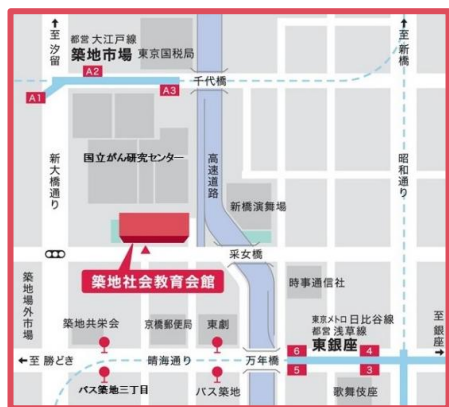 至 汐留
都営 大江戸線
築地市場
東京国税局
至 新橋
A2
A1
A3
千代橋
国立がん研究センター
新大橋通り
高速道路
新橋演舞場
昭和通り
采女橋
築地社会教育会館
築地場外市場
時事通信社
築地共栄会
京橋郵便局
東劇
東京メトロ 日比谷線
都営 浅草線
東銀座
至 銀座
至 勝どき
晴海通り
万年橋
6
4
5
3
バス築地三丁目
バス築地
歌舞伎座